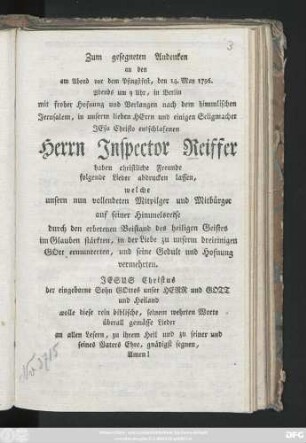 3
Zum gesegneten Andenken
an den
am Abend vor dem Pfingstfest, den 14. May 1796.
Abends um 9 Uhr, in Berlin
mit froher Hofnung und Verlangen nach dem himmlischen
Jerusalem, in unserm lieben HErrn und einigen Seligmacher
JEsu Christo entschlafenen
Herrn Inspector Reiffer
haben christliche Freunde
folgende Lieder abdrucken lassen,
welche
unsern nun vollendeten Mitpilger und Mitbürger
auf seiner Himmelsreise
durch den erbetenen Beistand des heiligen Geistes
im Glauben stärkten, in der Liebe zu unserm dreieinigen
GOtt ermunterten, und seine Gedult und Hofnung
vermehrten.
JESUS Christus
der eingeborne Sohn GOttes unser HERR und GOTT
und Heiland
wolle diese rein biblische, seinem werthen Worte
überall gemässe Lieder
an allen Lesern, zu ihrem Heil und zu seiner und
seines Vaters Ehre, gnädigst segnen,
Amen!